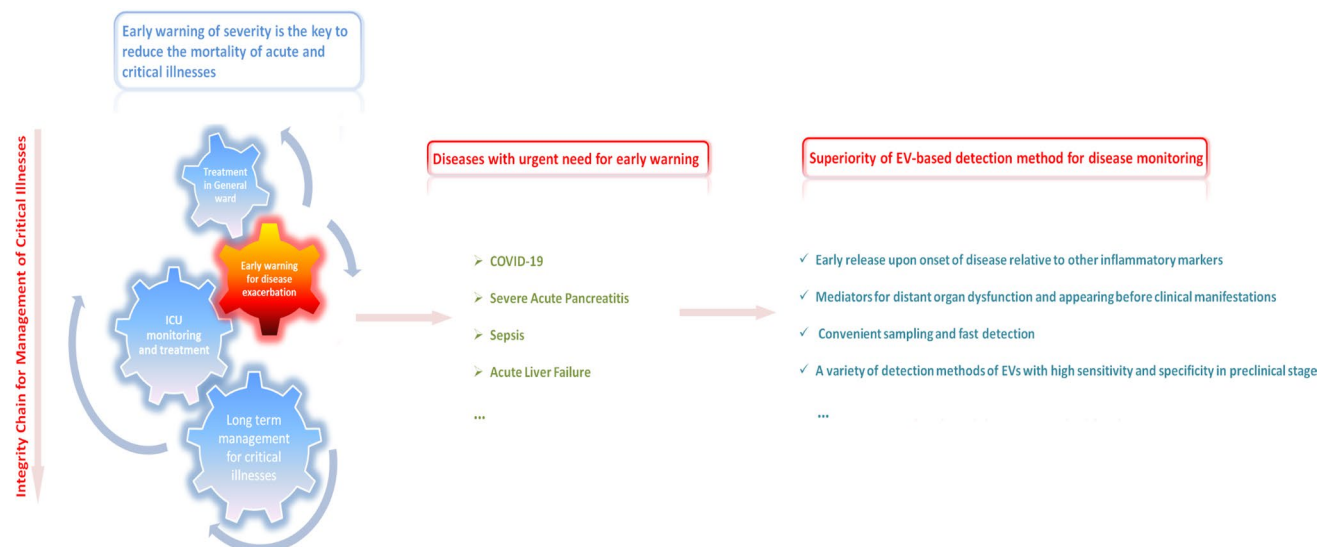 Early warning of severity is the key to
reduce the mortality of acute and
critical illnesses
Integrity Chain for Management of Critical Illnesses
Treatment
in General
ward
Early warning
for disease
exacerbation
ICU
monitoring
and treatment
Long term
management
for critical
illnesses
Diseases with urgent need for early warning
COVID-19
Severe Acute Pancreatitis
Sepsis
Acute Liver Failure
...
Superiority of EV-based detection method for disease monitoring
Early release upon onset of disease relative to other inflammatory markers
Mediators for distant organ dysfunction and appearing before clinical manifestations
Convenient sampling and fast detection
A variety of detection methods of EVs with high sensitivity and specificity in preclinical stage
...